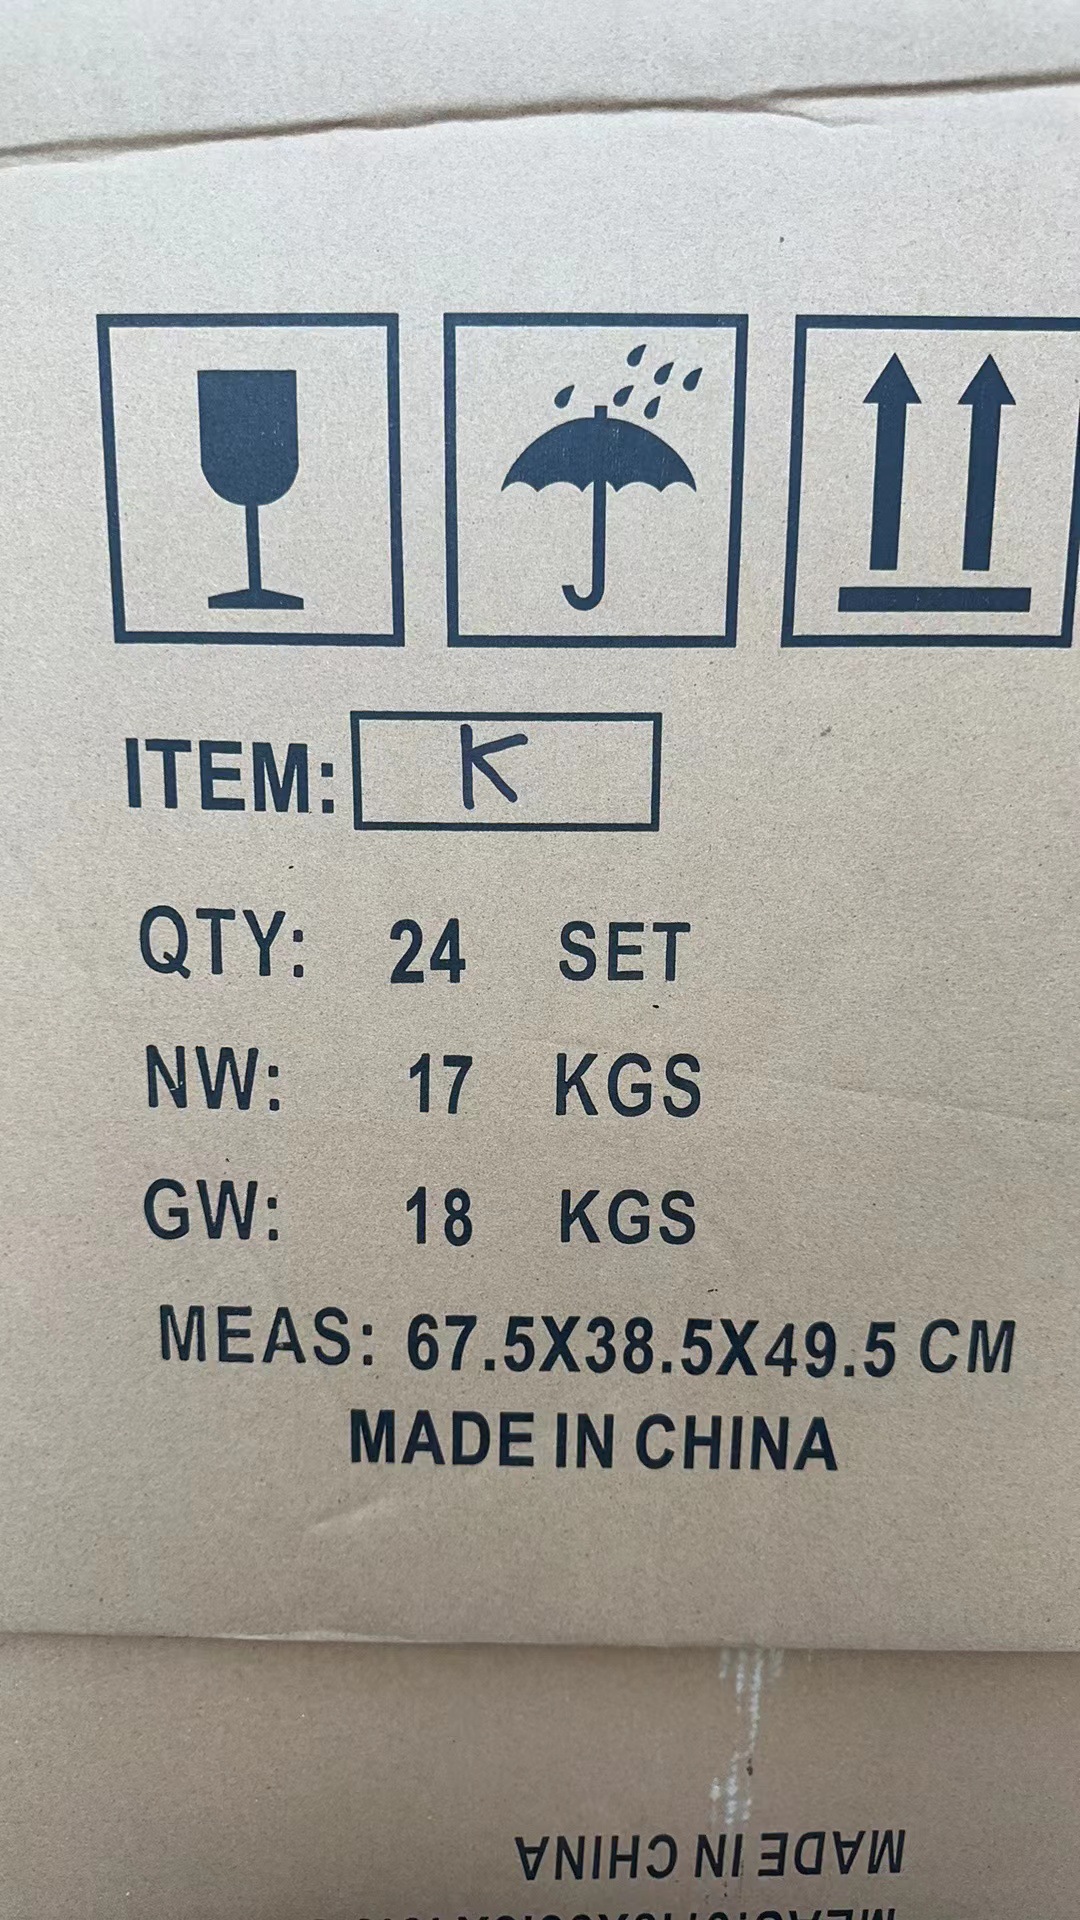 ITEM: K
QTY: 24 SET
NW: 17 KGS
GW: 18 KGS
MEAS: 67.5X38.5X49.5 CM
MADE IN CHINA
MADE IN CHINA